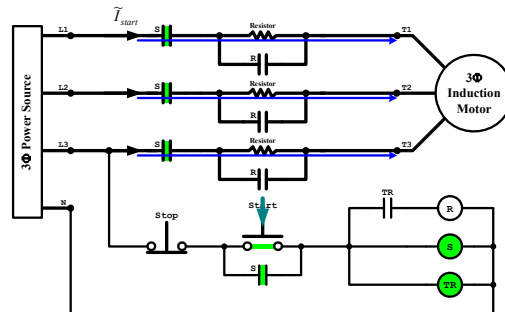 Ĩstart
L1
S
Resistor
T1
R
L2
S
Resistor
T2
R
L3
S
Resistor
T3
R
3Φ Power Source
3Φ
Induction
Motor
N
Stop
Start
S
TR
R
S
TR